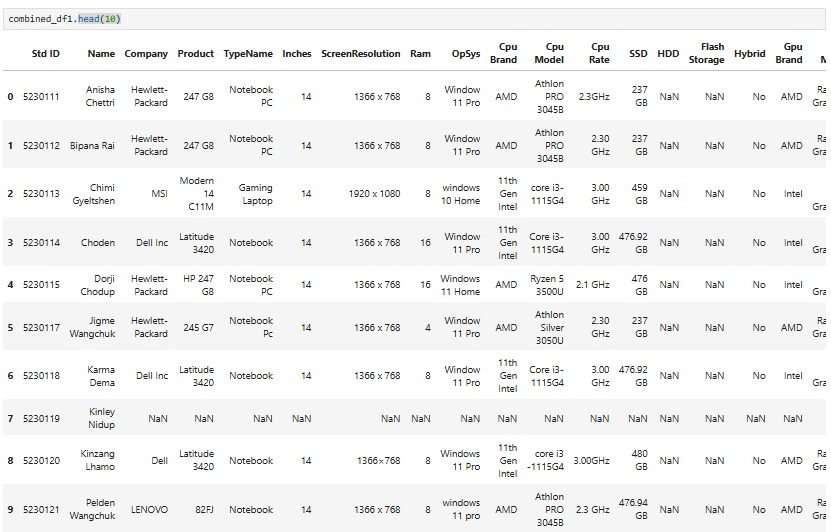 combined_df1.head(10)
Std ID Name Company Product TypeName Inches ScreenResolution Ram OpSys Cpu Brand Cpu Model Cpu Rate SSD HDD Flash Storage Hybrid Gpu Brand
0 5230111 Anisha Chettri Hewlett-Packard 247 G8 Notebook PC 14 1366 x 768 8 Window 11 Pro AMD Athlon PRO 3045B 2.3GHz 237 GB NaN NaN No AMD
1 5230112 Bipana Rai Hewlett-Packard 247 G8 Notebook PC 14 1366 x 768 8 Window 11 Pro AMD Athlon PRO 3045B 2.30 GHz 237 GB NaN NaN No AMD
2 5230113 Chimi Gyeltshen MSI Modern 14 C11M Gaming Laptop 14 1920 x 1080 8 windows 10 Home 11th Gen Intel core i3-1115G4 3.00 GHz 459 GB NaN NaN No Intel
3 5230114 Choden Dell Inc Latitude 3420 Notebook 14 1366 x 768 16 Window 11 Pro 11th Gen Intel Core i3-1115G4 3.00 GHz 476.92 GB NaN NaN No Intel
4 5230115 Dorji Chodup Hewlett-Packard HP 247 G8 Notebook PC 14 1366 x 768 16 Windows 11 Home AMD Ryzen 5 3500U 2.1 GHz 476 GB NaN NaN No Intel
5 5230117 Jigme Wangchuk Hewlett-Packard 245 G7 Notebook Pc 14 1366 x 768 4 Window 11 Pro AMD Athlon Silver 3050U 2.30 GHz 237 GB NaN NaN No AMD
6 5230118 Karma Dema Dell Inc Latitude 3420 Notebook 14 1366 x 768 8 Window 11 Pro 11th Gen Intel Core i3-1115G4 3.00 GHz 476.92 GB NaN NaN No Intel
7 5230119 Kinley Nidup NaN NaN NaN NaN NaN NaN NaN NaN NaN NaN NaN NaN NaN NaN NaN
8 5230120 Kinzang Lhamo Dell Latitude 3420 Notebook 14 1366×768 8 Windows 11 Pro 11th Gen Intel core i3 -1115G4 3.00GHz 480 GB NaN NaN No AMD
9 5230121 Pelden Wangchuk LENOVO 82FJ Notebook 14 1366 x 768 8 windows 11 pro AMD Athlon PRO 3045B 2.3 GHz 476.94 GB NaN NaN No AMD